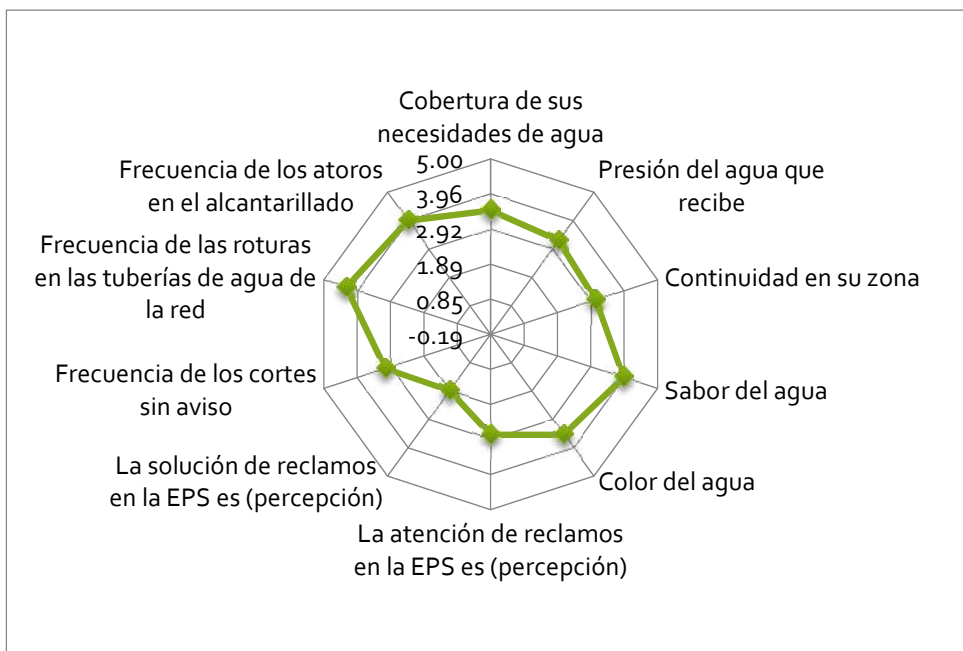 Cobertura de sus
necesidades de agua
Presión del agua que
recibe
Continuidad en su zona
Sabor del agua
Color del agua
La atención de reclamos
en la EPS es (percepción)
La solución de reclamos
en la EPS es (percepción)
Frecuencia de los cortes
sin aviso
Frecuencia de las roturas
en las tuberías de agua de
la red
Frecuencia de los atoros
en el alcantarillado
5.00
3.96
2.92
1.89
0.85
-0.19